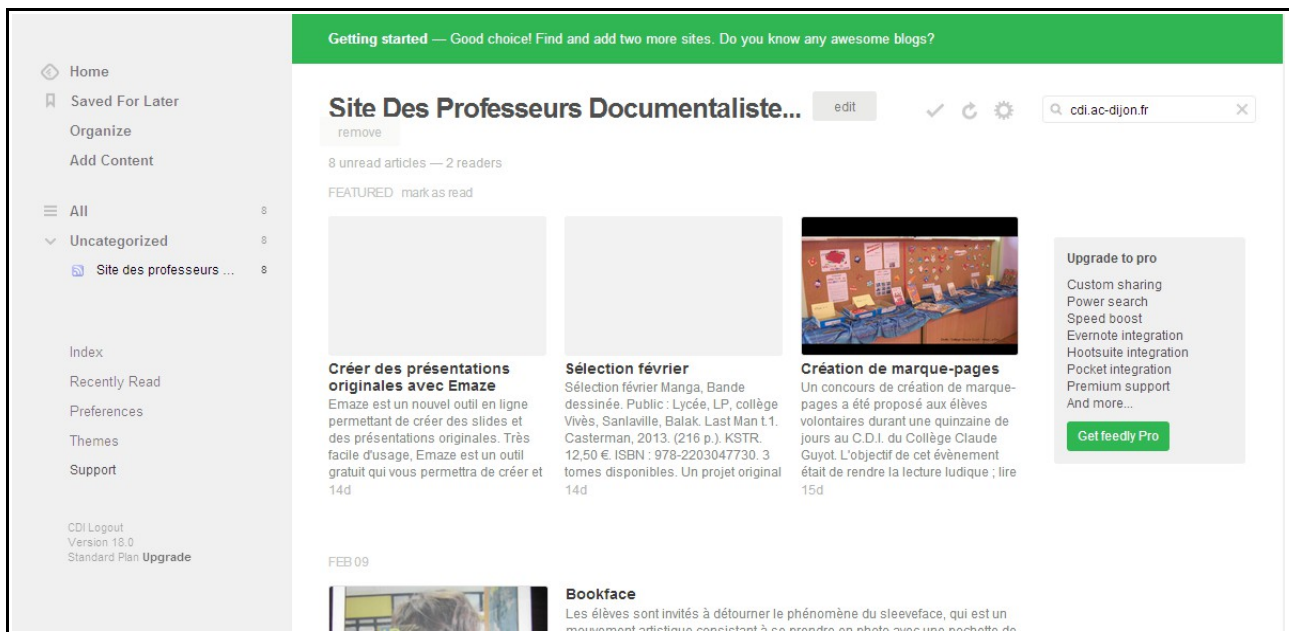 Getting started — Good choice! Find and add two more sites. Do you know any awesome blogs?
Home
Saved For Later
Organize
Add Content
All 8
Uncategorized 8
Site des professeurs ... 8
Index
Recently Read
Preferences
Themes
Support
CDI Logout
Version 18.0
Standard Plan Upgrade
Site Des Professeurs Documentaliste... edit
remove
cdi.ac-dijon.fr
8 unread articles — 2 readers
FEATURED mark as read
Créer des présentations
originales avec Emaze
Emaze est un nouvel outil en ligne
permettant de créer des slides et
des présentations originales. Très
facile d'usage, Emaze est un outil
gratuit qui vous permettra de créer et
14d
Sélection février
Sélection février Manga, Bande
dessinée. Public : Lycée, LP, collège
Vivès, Sanlaville, Balak. Last Man t.1.
Casterman, 2013. (216 p.). KSTR.
12,50 €. ISBN : 978-2203047730. 3
tomes disponibles. Un projet original
14d
Création de marque-pages
Un concours de création de marque-
pages a été proposé aux élèves
volontaires durant une quinzaine de
jours au C.D.I. du Collège Claude
Guyot. L'objectif de cet évènement
était de rendre la lecture ludique ; lire
15d
Upgrade to pro
Custom sharing
Power search
Speed boost
Evernote integration
Hootsuite integration
Pocket integration
Premium support
And more...
Get feedly Pro
FEB 09
Bookface
Les élèves sont invités à détourner le phénomène du sleeveface, qui est un
mouvement artistique consistant à se prendre en photo avec une pochette de